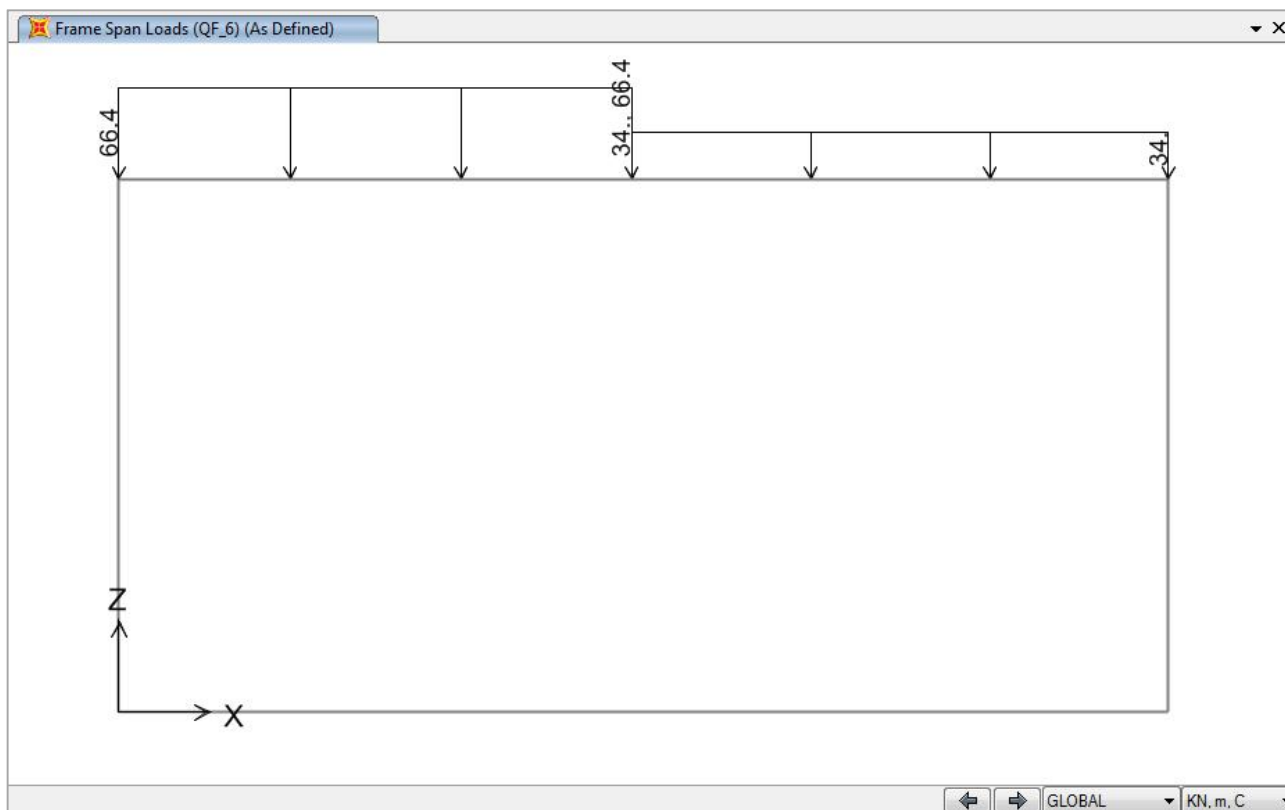 Frame Span Loads (QF_6) (As Defined)
66.4
34., 66.4
34.
Z
X
GLOBAL
KN, m, C